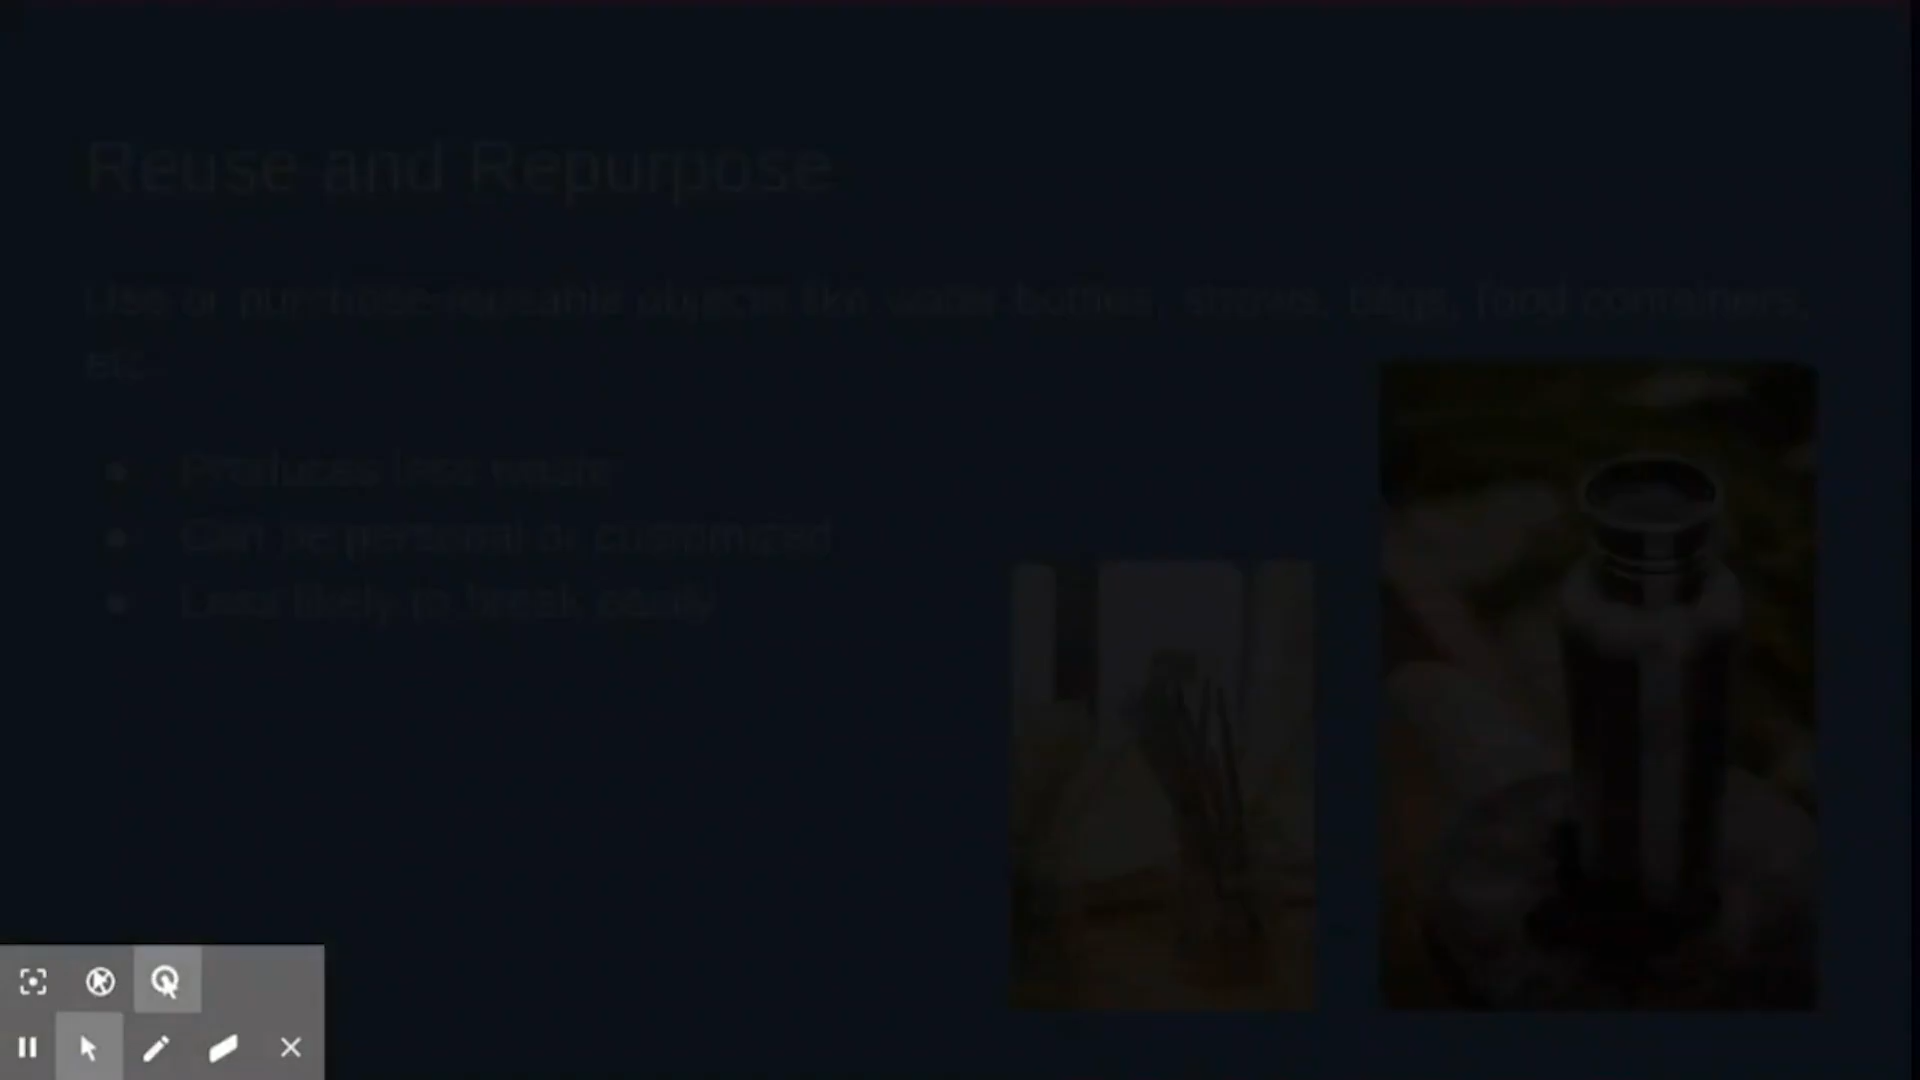 Reuse and Repurpose
Use or purchase reusable objects like water bottles, straws, bags, food containers,
etc.
Produces less waste
Can be personal or customized
Less likely to break easily